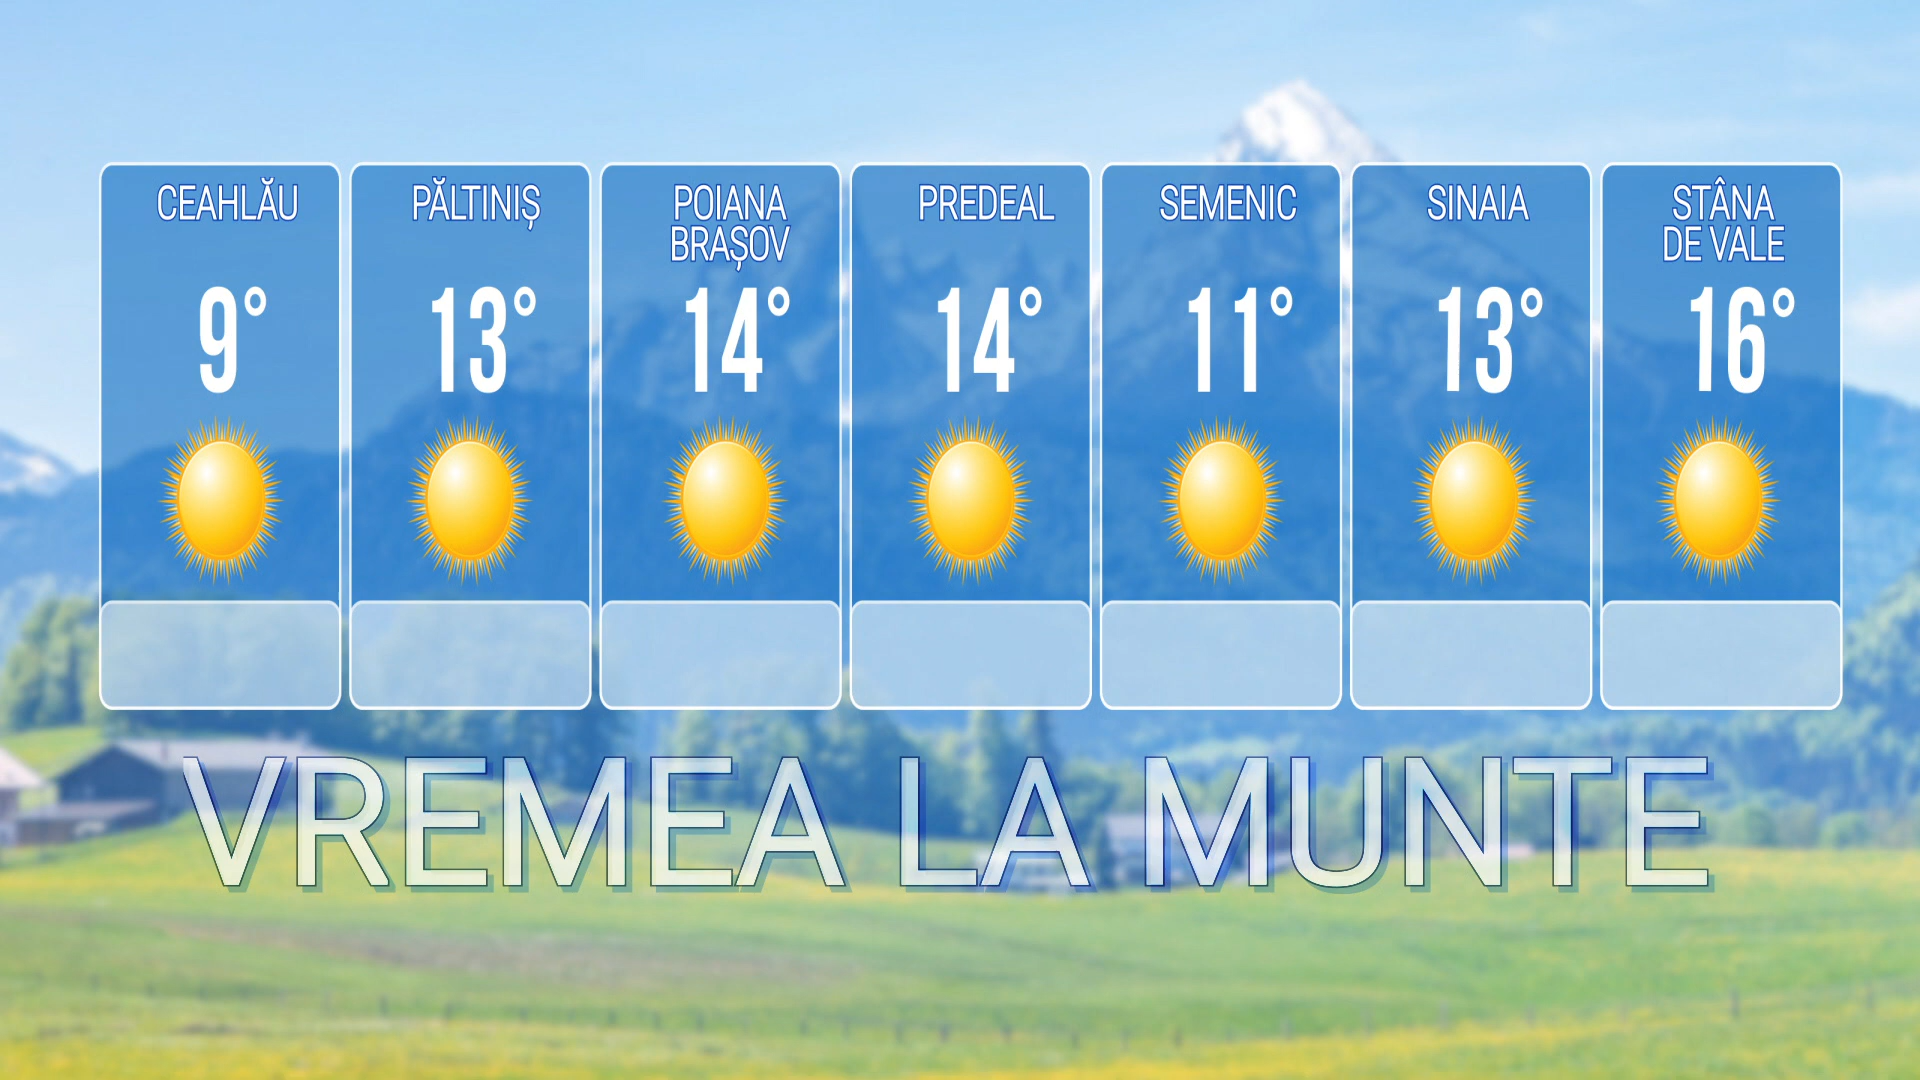 CEAHLĂU
9°
PĂLTINIȘ
13°
POIANA
BRAȘOV
14°
PREDEAL
14°
SEMENIC
11°
SINAIA
13°
STÂNA
DE VALE
16°
VREMEA LA MUNTE